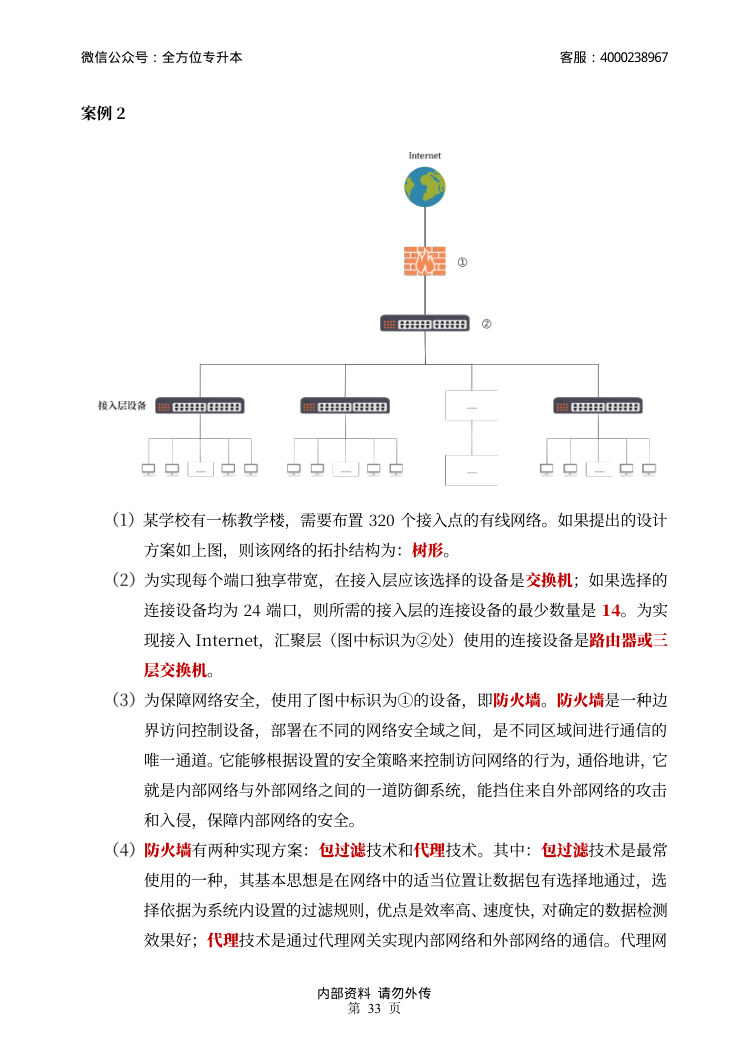 微信公众号：全方位专升本 客服：4000238967
案例 2
Internet
①
②
接入层设备
......
......
...... ...... ......
（1）某学校有一栋教学楼，需要布置 320 个接入点的有线网络。如果提出的设计
方案如上图，则该网络的拓扑结构为：树形。
（2）为实现每个端口独享带宽，在接入层应该选择的设备是交换机；如果选择的
连接设备均为 24 端口，则所需的接入层的连接设备的最少数量是 14。为实
现接入 Internet，汇聚层（图中标识为②处）使用的连接设备是路由器或三
层交换机。
（3）为保障网络安全，使用了图中标识为①的设备，即防火墙。防火墙是一种边
界访问控制设备，部署在不同的网络安全域之间，是不同区域间进行通信的
唯一通道。它能够根据设置的安全策略来控制访问网络的行为，通俗地讲，它
就是内部网络与外部网络之间的一道防御系统，能挡住来自外部网络的攻击
和入侵，保障内部网络的安全。
（4）防火墙有两种实现方案：包过滤技术和代理技术。其中：包过滤技术是最常
使用的一种，其基本思想是在网络中的适当位置让数据包有选择地通过，选
择依据为系统内设置的过滤规则，优点是效率高、速度快，对确定的数据检测
效果好；代理技术是通过代理网关实现内部网络和外部网络的通信。代理网
内部资料 请勿外传
第 33 页